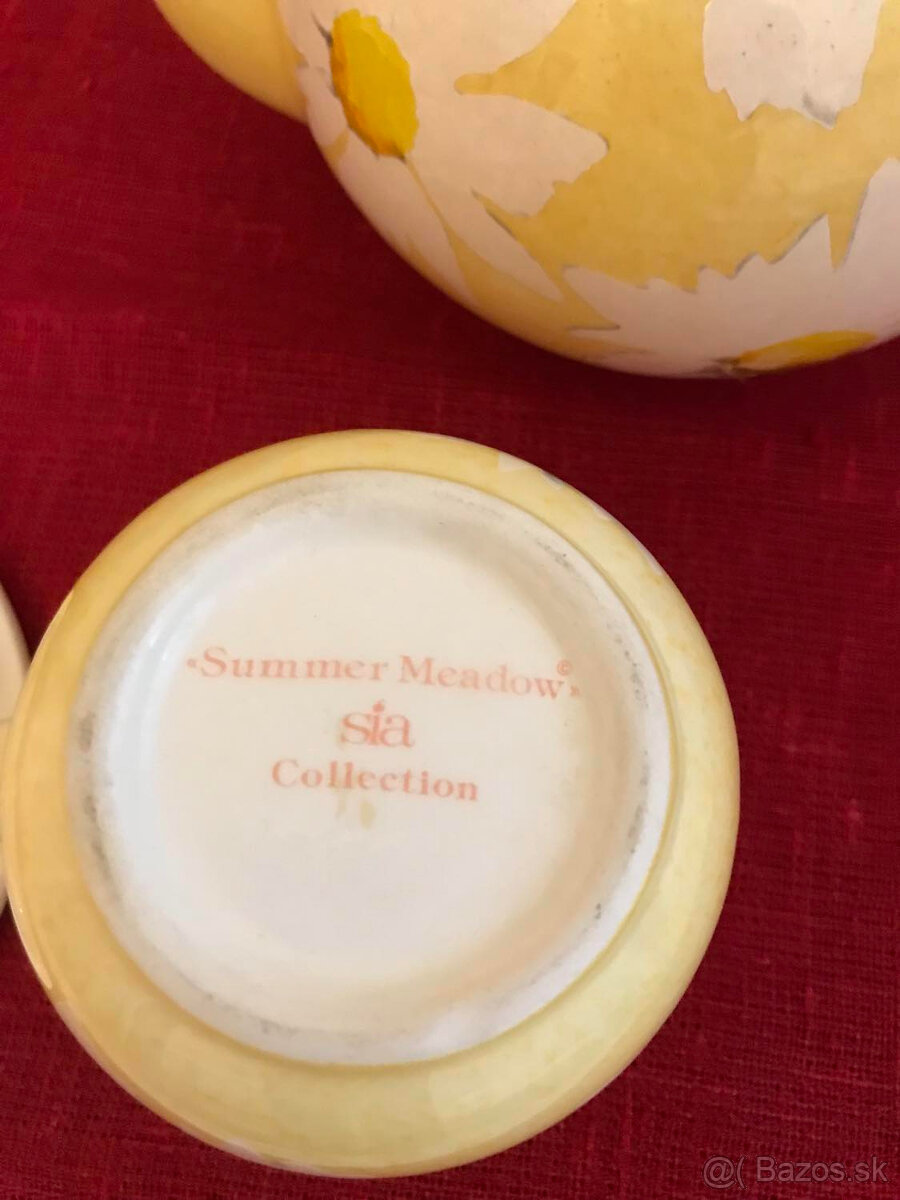 «Summer Meadow©»
sia
Collection
@( Bazos.sk